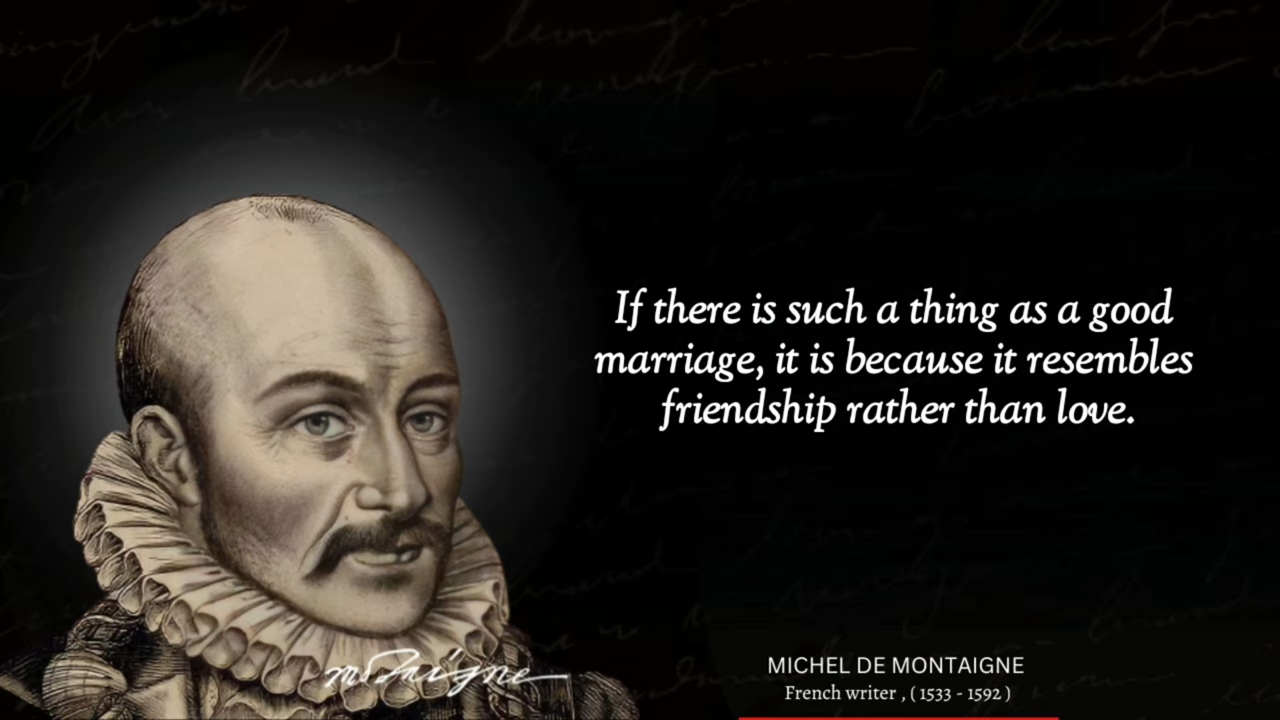 If there is such a thing as a good
marriage, it is because it resembles
friendship rather than love.
MICHEL DE MONTAIGNE
French writer , ( 1533 - 1592 )